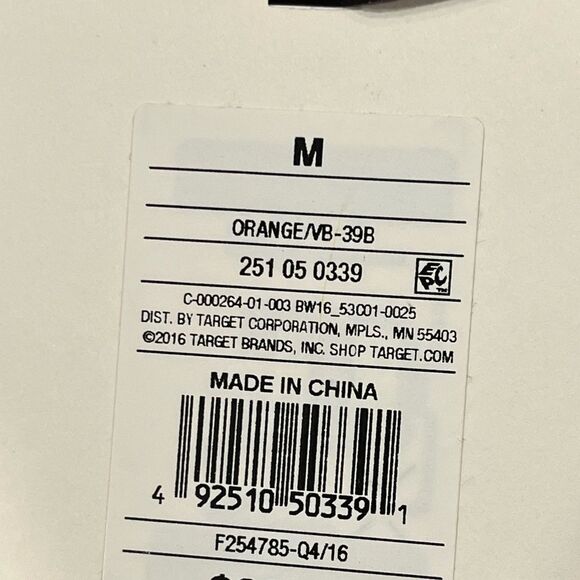 M
ORANGE/VB-39B
251 05 0339
EPC™
C-000264-01-003 BW16_53C01-0025
DIST. BY TARGET CORPORATION, MPLS., MN 55403
©2016 TARGET BRANDS, INC. SHOP TARGET.COM
MADE IN CHINA
4 92510 50339 1
F254785-Q4/16